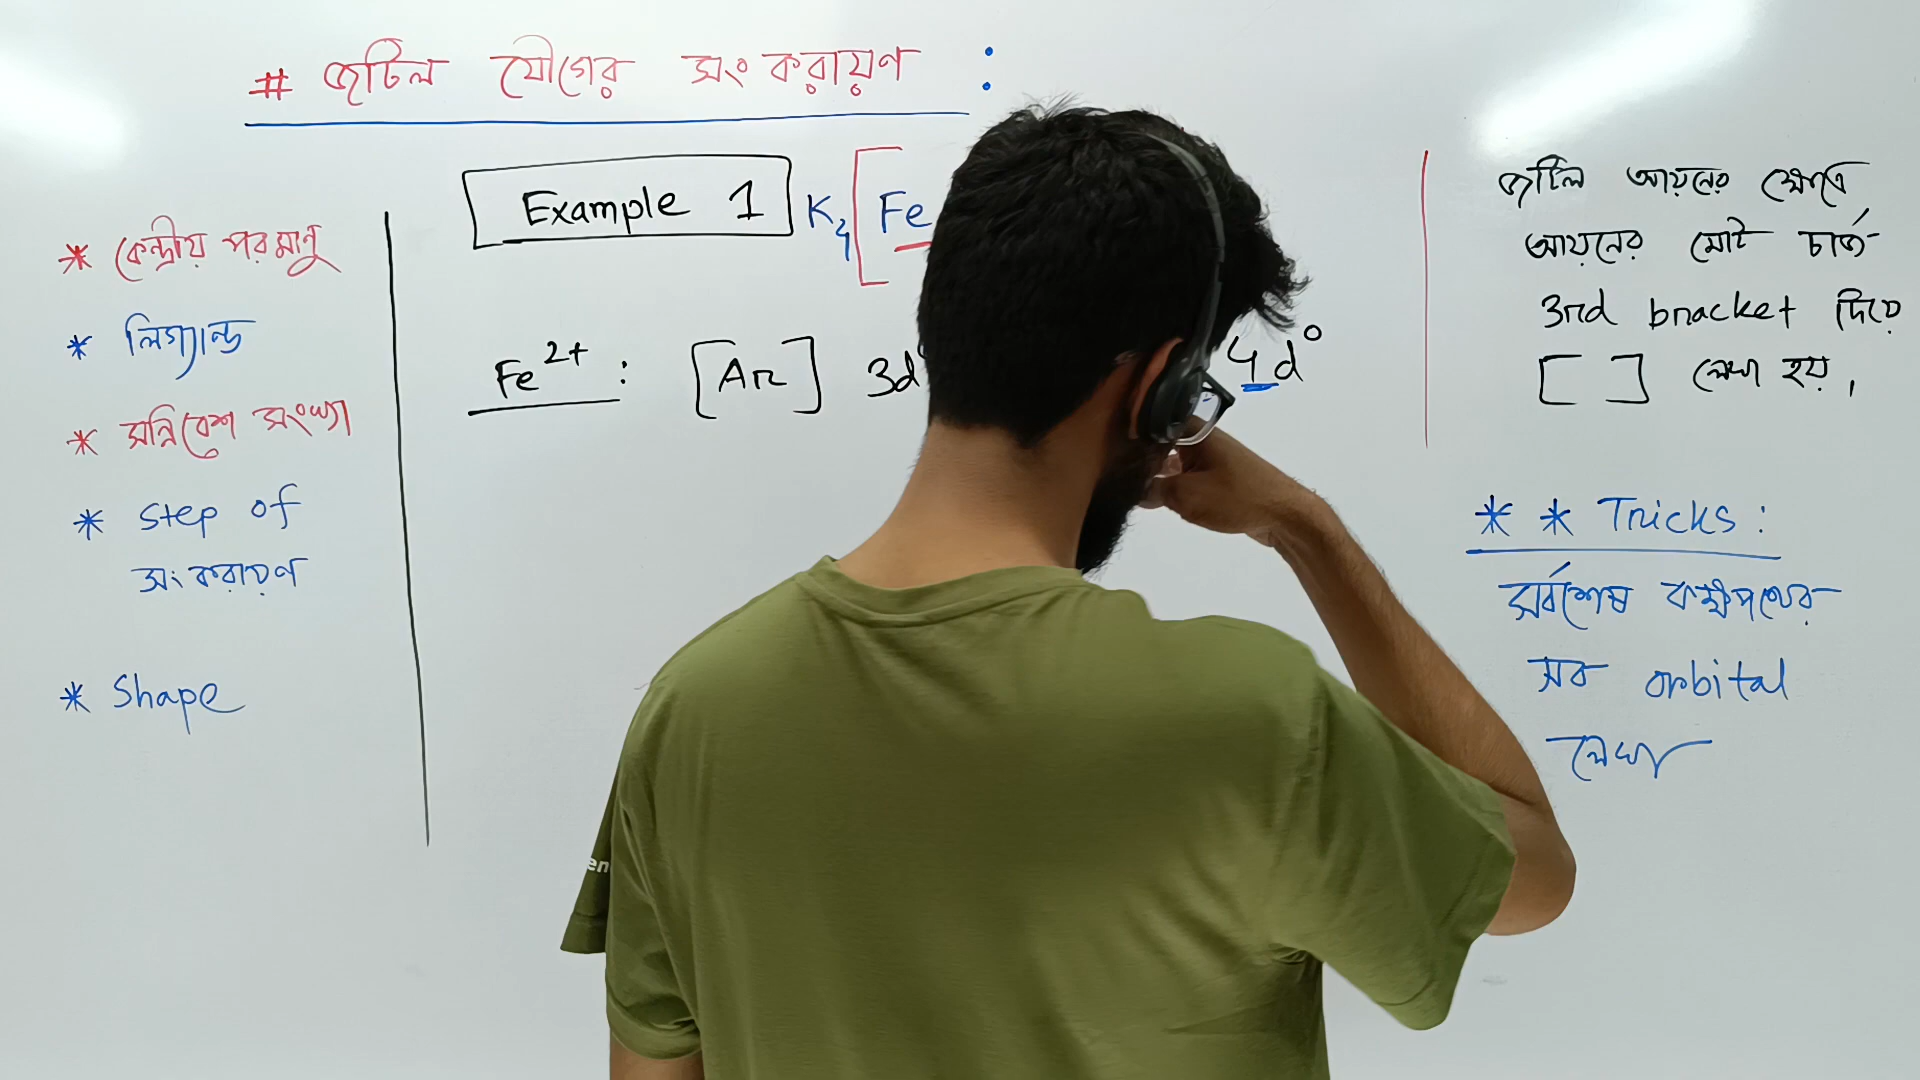 # জটিল যৌগের সংকরায়ণ :
Example 1 K4[Fe
* কেন্দ্রীয় পরমানু
* লিগ্যান্ড
* সন্নিবেশ সংখ্যা
* Step of
সংকরায়ণ
* Shape
Fe2+ : [Ar] 3d 4d0
জটিল আয়নের ক্ষেত্রে
আয়নের মোট চার্জ
3rd bracket দিয়ে
[ ] লেখা হয়,
* * Tricks:
সর্বশেষ কক্ষপথের
সব orbital
লেখা
en